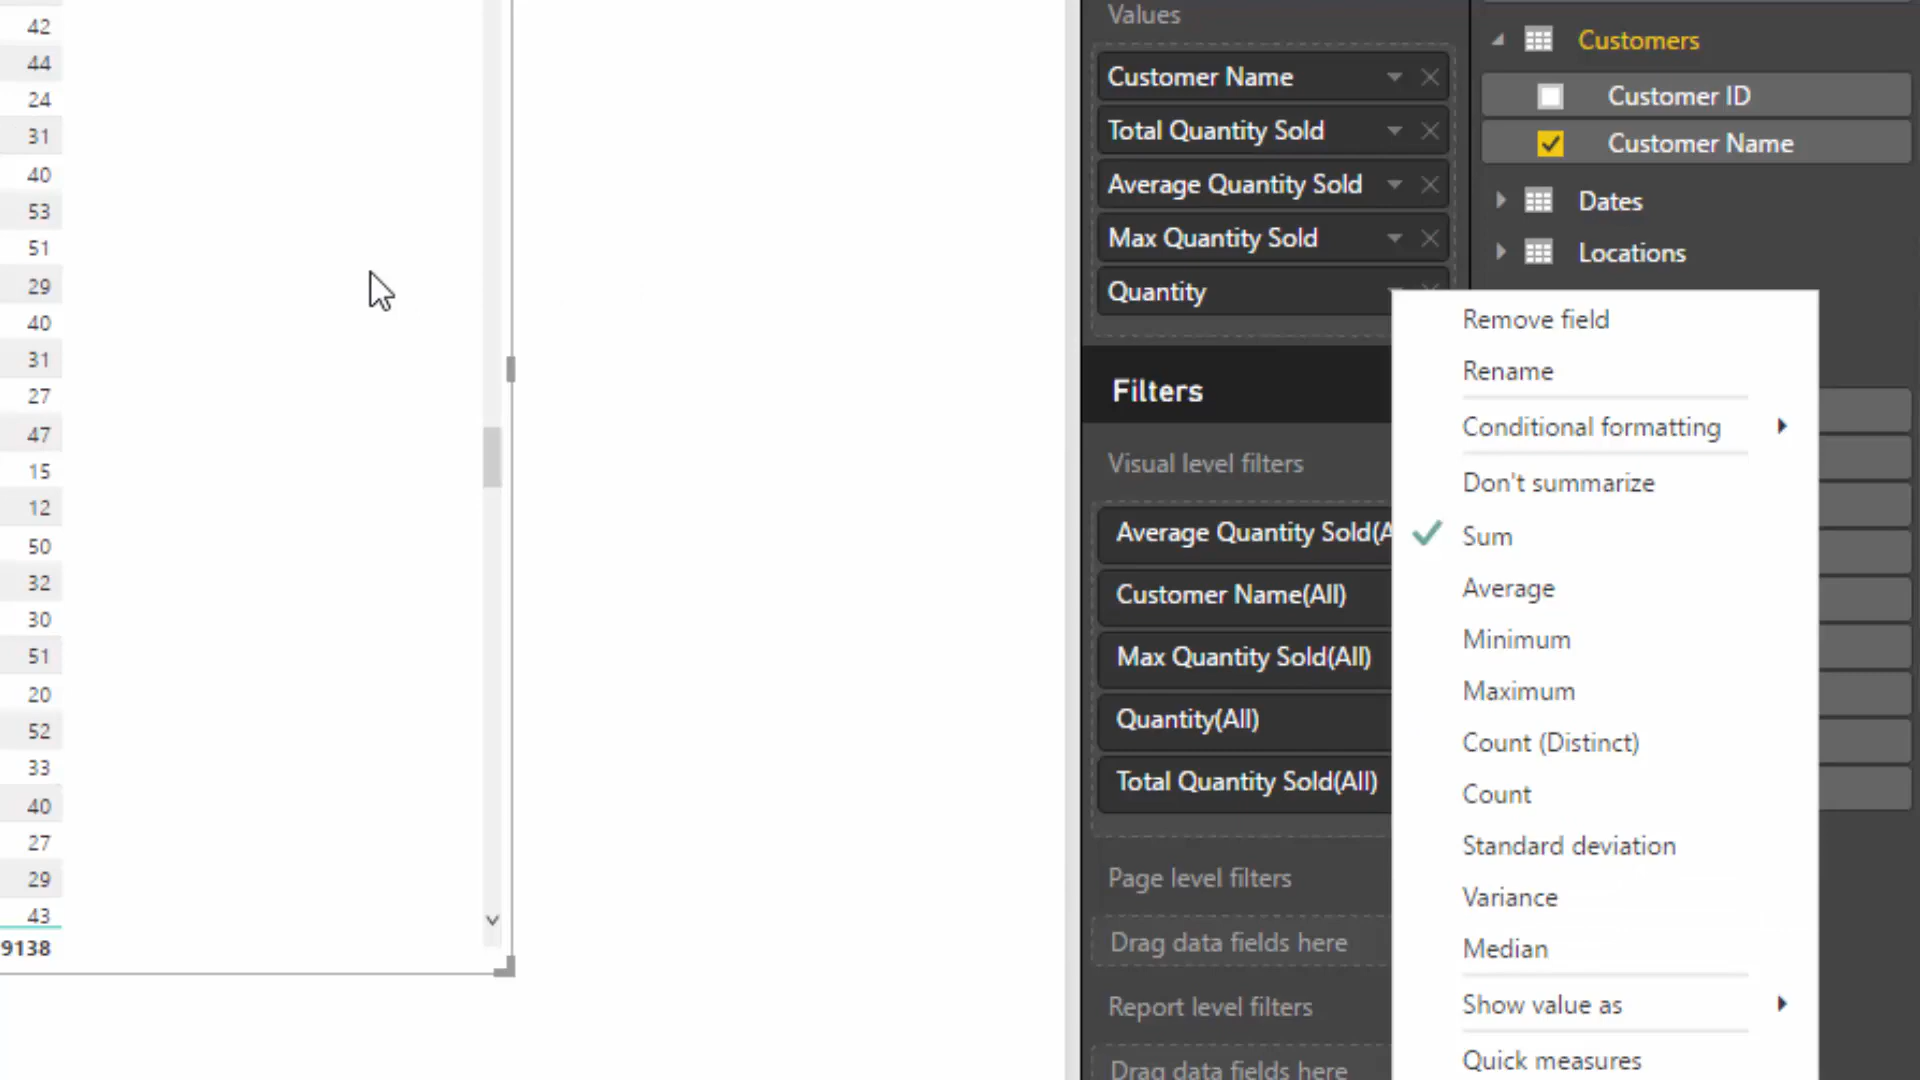 42
44
24
31
40
53
51
29
40
31
27
47
15
12
50
32
30
51
20
52
33
40
27
29
43
9138
Values
Customer Name
Total Quantity Sold
Average Quantity Sold
Max Quantity Sold
Quantity
Filters
Visual level filters
Average Quantity Sold(A
Customer Name(All)
Max Quantity Sold(All)
Quantity(All)
Total Quantity Sold(All)
Page level filters
Drag data fields here
Report level filters
Drag data fields here
Customers
Customer ID
Customer Name
Dates
Locations
Remove field
Rename
Conditional formatting
Don't summarize
Sum
Average
Minimum
Maximum
Count (Distinct)
Count
Standard deviation
Variance
Median
Show value as
Quick measures